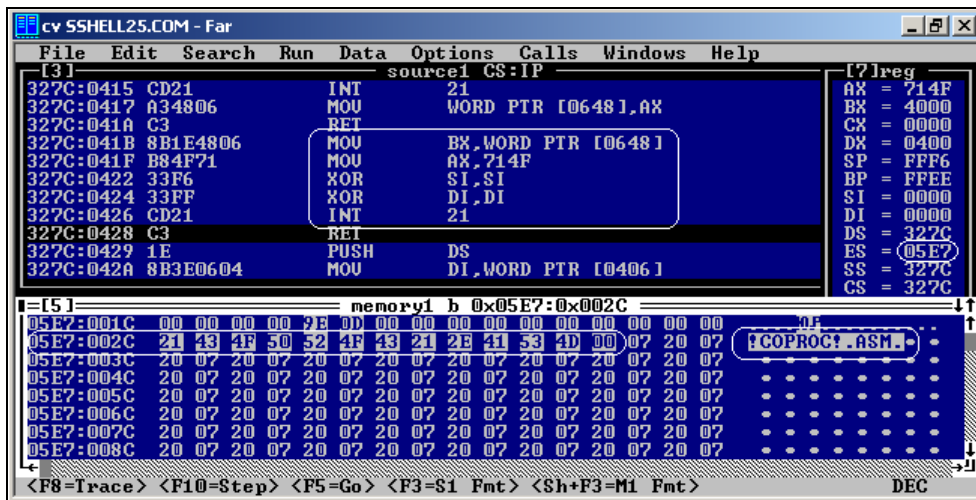 cv SSHELL25.COM - Far
File Edit Search Run Data Options Calls Windows Help
[3] source1 CS:IP [7]reg
327C:0415 CD21 INT 21 AX = 714F
327C:0417 A34806 MOV WORD PTR [0648],AX BX = 4000
327C:041A C3 RET CX = 0000
327C:041B 8B1E4806 MOV BX,WORD PTR [0648] DX = 0400
327C:041F B84F71 MOV AX,714F SP = FFF6
327C:0422 33F6 XOR SI,SI BP = FFEE
327C:0424 33FF XOR DI,DI SI = 0000
327C:0426 CD21 INT 21 DI = 0000
327C:0428 C3 RET DS = 327C
327C:0429 1E PUSH DS ES = 05E7
327C:042A 8B3E0604 MOV DI,WORD PTR [0406] SS = 327C
CS = 327C
[5] memory1 b 0x05E7:0x002C
05E7:001C 00 00 00 00 9E 0D 00 00 00 00 00 00 00 00 00 00
05E7:002C 21 43 4F 50 52 4F 43 21 2E 41 53 4D 00 07 20 07 !COPROC!.ASM.
05E7:003C 20 07 20 07 20 07 20 07 20 07 20 07 20 07 20 07
05E7:004C 20 07 20 07 20 07 20 07 20 07 20 07 20 07 20 07
05E7:005C 20 07 20 07 20 07 20 07 20 07 20 07 20 07 20 07
05E7:006C 20 07 20 07 20 07 20 07 20 07 20 07 20 07 20 07
05E7:007C 20 07 20 07 20 07 20 07 20 07 20 07 20 07 20 07
05E7:008C 20 07 20 07 20 07 20 07 20 07 20 07 20 07 20 07
<F8=Trace> <F10=Step> <F5=Go> <F3=S1 Fmt> <Sh+F3=M1 Fmt> DEC